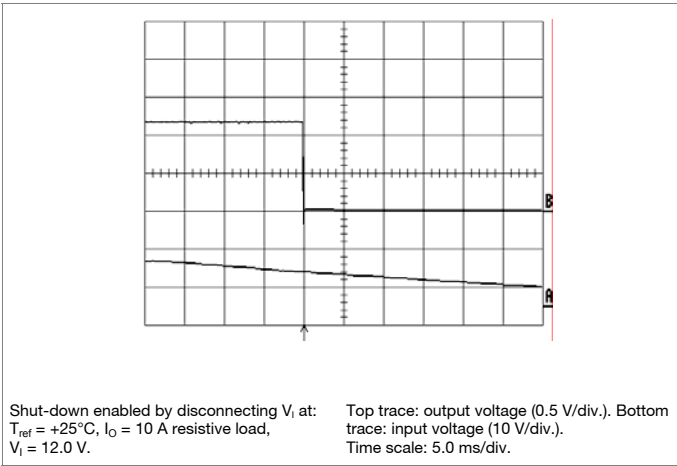 B
A
Shut-down enabled by disconnecting VI at:
Tref = +25°C, IO = 10 A resistive load,
VI = 12.0 V.
Top trace: output voltage (0.5 V/div.). Bottom
trace: input voltage (10 V/div.).
Time scale: 5.0 ms/div.